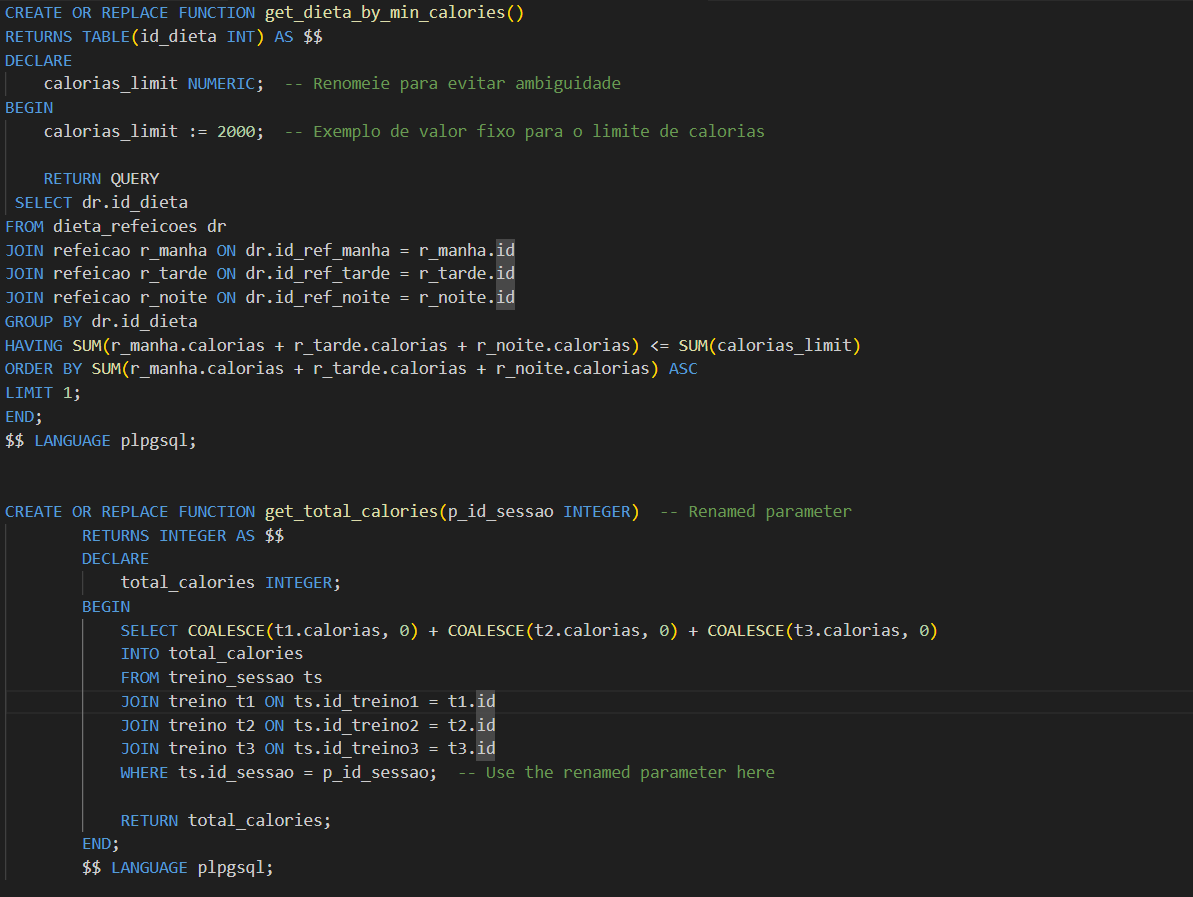 CREATE OR REPLACE FUNCTION get_dieta_by_min_calories()
RETURNS TABLE(id_dieta INT) AS $$
DECLARE
    calorias_limit NUMERIC;  -- Renomeie para evitar ambiguidade
BEGIN
    calorias_limit := 2000;  -- Exemplo de valor fixo para o limite de calorias
    RETURN QUERY
 SELECT dr.id_dieta
FROM dieta_refeicoes dr
JOIN refeicao r_manha ON dr.id_ref_manha = r_manha.id
JOIN refeicao r_tarde ON dr.id_ref_tarde = r_tarde.id
JOIN refeicao r_noite ON dr.id_ref_noite = r_noite.id
GROUP BY dr.id_dieta
HAVING SUM(r_manha.calorias + r_tarde.calorias + r_noite.calorias) <= SUM(calorias_limit)
ORDER BY SUM(r_manha.calorias + r_tarde.calorias + r_noite.calorias) ASC
LIMIT 1;
END;
$$ LANGUAGE plpgsql;
CREATE OR REPLACE FUNCTION get_total_calories(p_id_sessao INTEGER)  -- Renamed parameter
        RETURNS INTEGER AS $$
        DECLARE
            total_calories INTEGER;
        BEGIN
            SELECT COALESCE(t1.calorias, 0) + COALESCE(t2.calorias, 0) + COALESCE(t3.calorias, 0)
            INTO total_calories
            FROM treino_sessao ts
            JOIN treino t1 ON ts.id_treino1 = t1.id
            JOIN treino t2 ON ts.id_treino2 = t2.id
            JOIN treino t3 ON ts.id_treino3 = t3.id
            WHERE ts.id_sessao = p_id_sessao;  -- Use the renamed parameter here
            RETURN total_calories;
        END;
        $$ LANGUAGE plpgsql;